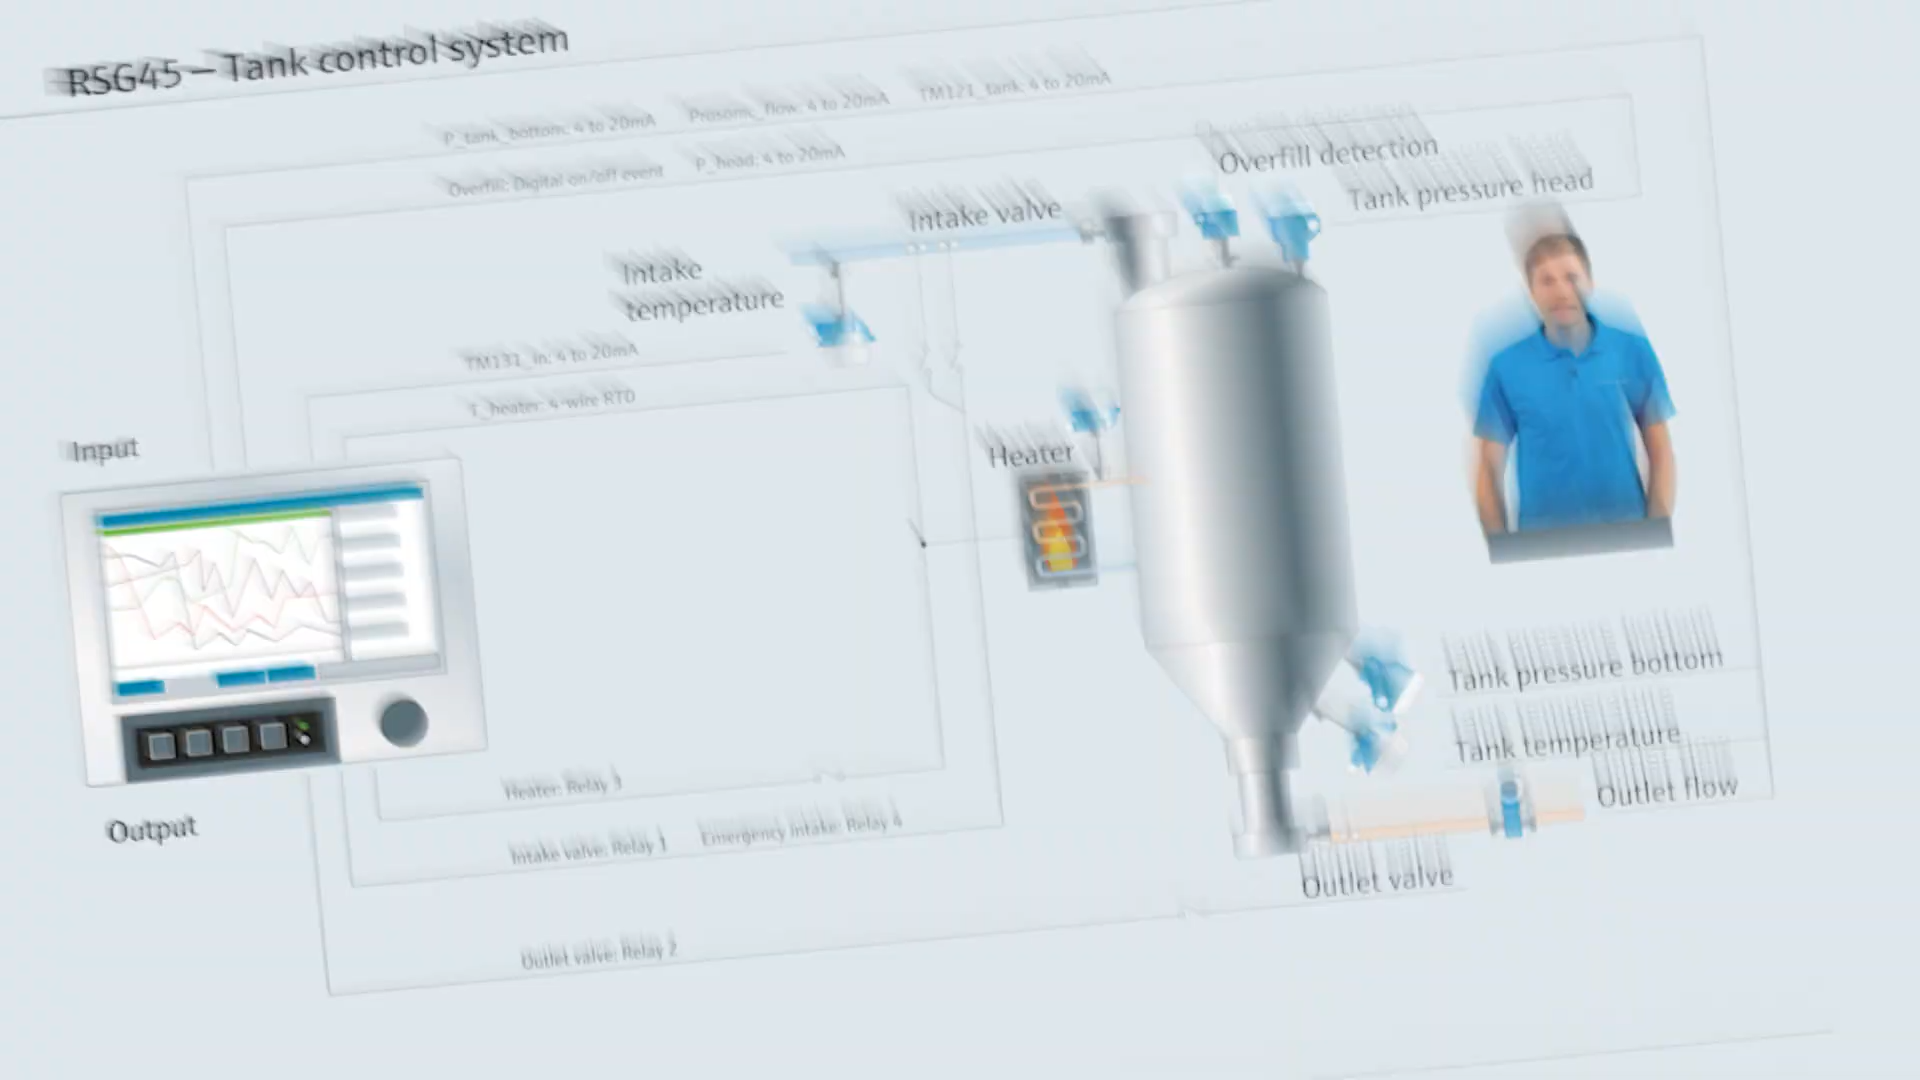 RSG45 – Tank control system
P_tank_bottom: 4 to 20mA
Prosonic_flow: 4 to 20mA
TM121_tank: 4 to 20mA
Overfill: Digital on/off event
P_head: 4 to 20mA
Overfill detection
Tank pressure head
Intake valve
Intake
temperature
TM131_in: 4 to 20mA
T_heater: 4-wire RTD
Input
Heater
Tank pressure bottom
Tank temperature
Outlet flow
Heater: Relay 3
Output
Intake valve: Relay 1
Emergency intake: Relay 4
Outlet valve
Outlet valve: Relay 2